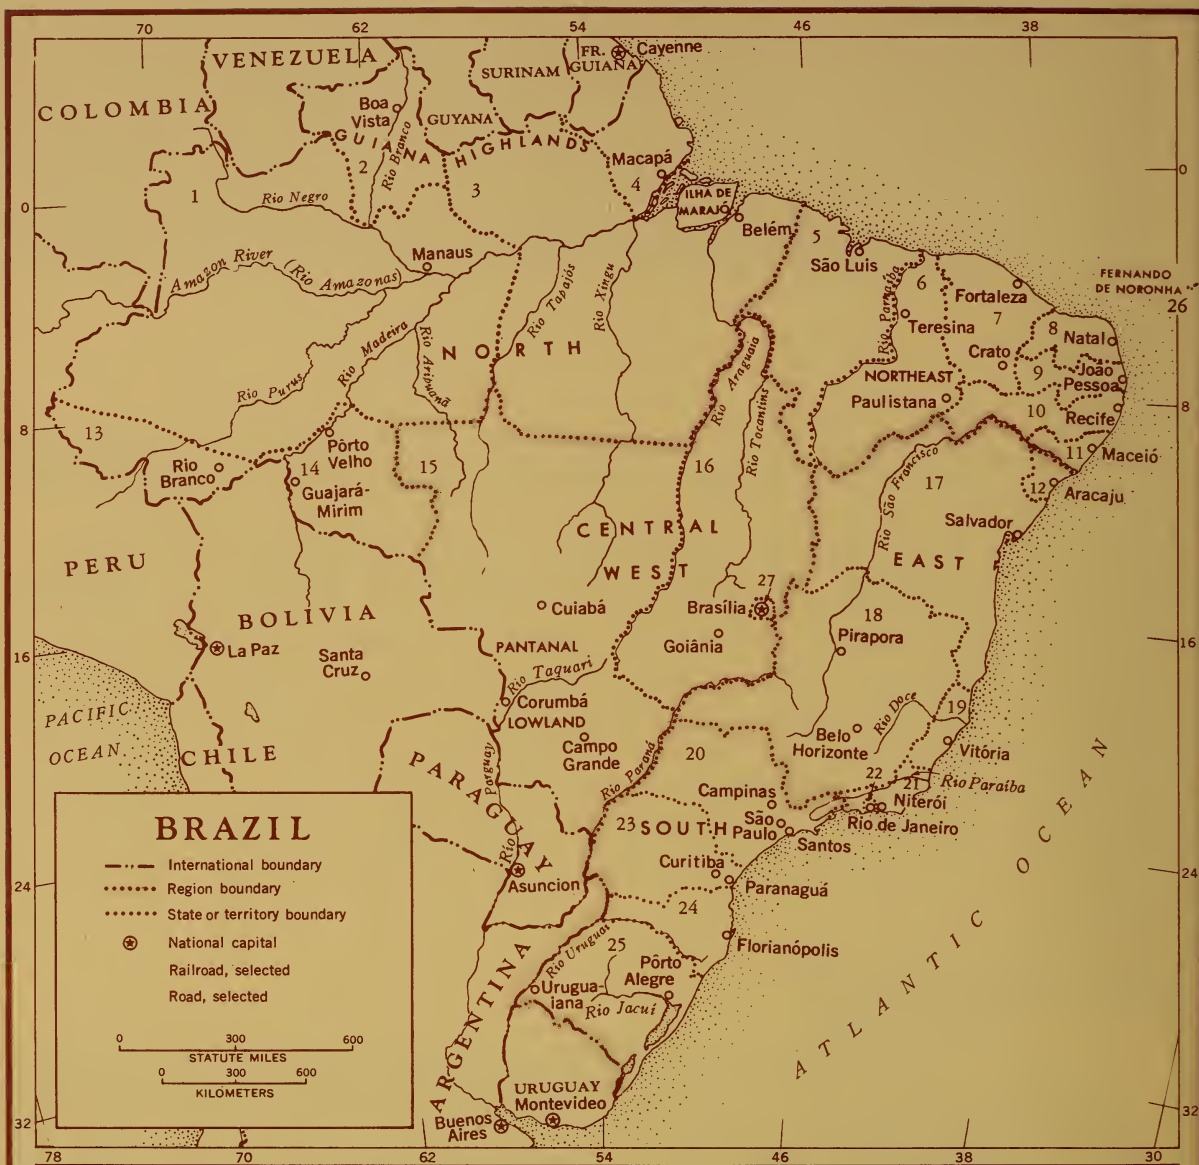 70
62
54
46
38
VENEZUELA
FR.
GUIANA
Cayenne
SURINAM
COLOMBIA
Boa
Vista
GUYANA
GUIANA HIGHLANDS
Rio Branco
Macapá
0
1
2
3
4
ILHA DE
MARAJÓ
Rio Negro
0
Belém
5
Manaus
São Luis
Amazon River (Rio Amazonas)
FERNANDO
DE NORONHA
26
6
Fortaleza
7
Rio Parnaíba
Teresina
8
Natal
Rio Tapajós
Rio Xingu
Rio Madeira
Rio Aripuanã
NORTH
Crato
9
João
Pessoa
Rio Araguaia
NORTHEAST
Rio Purus
Paulistana
10
Recife
8
Rio Tocantins
8
13
Pôrto
Velho
11
Maceió
Rio
Branco
14
15
16
Rio São Francisco
17
12
Aracaju
Guajará-
Mirim
Salvador
CENTRAL
WEST
EAST
PERU
27
BOLIVIA
Cuiabá
Brasília
18
Pirapora
Goiânia
16
La Paz
PANTANAL
Santa
Cruz
16
Rio Taquari
Corumbá
LOWLAND
PACIFIC
OCEAN
Rio Doce
19
Belo
Horizonte
Vitória
CHILE
Campo
Grande
20
PARAGUAY
Rio Paraguay
Rio Paraná
22
21
Rio Paraíba
Campinas
Niterói
BRAZIL
23
SOUTH
São
Paulo
Rio de Janeiro
Santos
International boundary
Curitiba
24
Region boundary
Asuncion
Paranaguá
24
State or territory boundary
24
National capital
Florianópolis
Railroad, selected
Rio Uruguai
25
Pôrto
Alegre
Road, selected
Urugua-
iana
Rio Jacuí
ARGENTINA
ATLANTIC OCEAN
0 300 600
STATUTE MILES
0 300 600
KILOMETERS
URUGUAY
Montevideo
Buenos
Aires
32
32
78
70
62
54
46
38
30